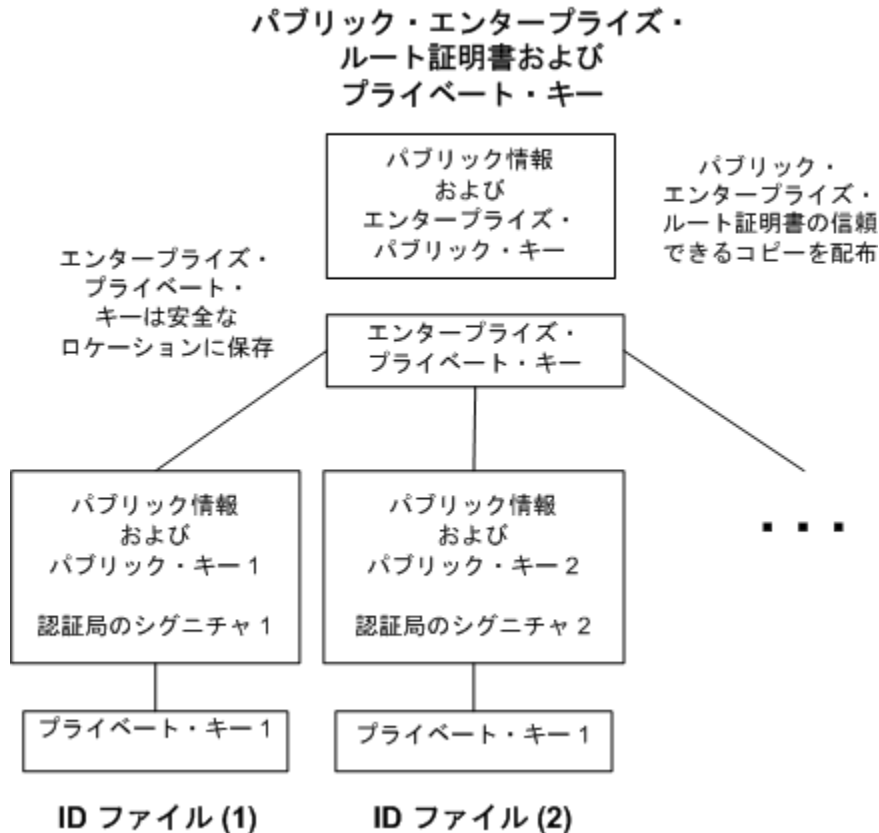 パブリック・エンタープライズ・
ルート証明書および
プライベート・キー
パブリック情報
および
エンタープライズ・
パブリック・キー
パブリック・
エンタープライズ・
ルート証明書の信頼
できるコピーを配布
エンタープライズ・
プライベート・
キーは安全な
ロケーションに保存
エンタープライズ・
プライベート・キー
パブリック情報
および
パブリック・キー 1
認証局のシグニチャ 1
パブリック情報
および
パブリック・キー 2
認証局のシグニチャ 2
・・・
プライベート・キー 1
プライベート・キー 1
ID ファイル (1)
ID ファイル (2)